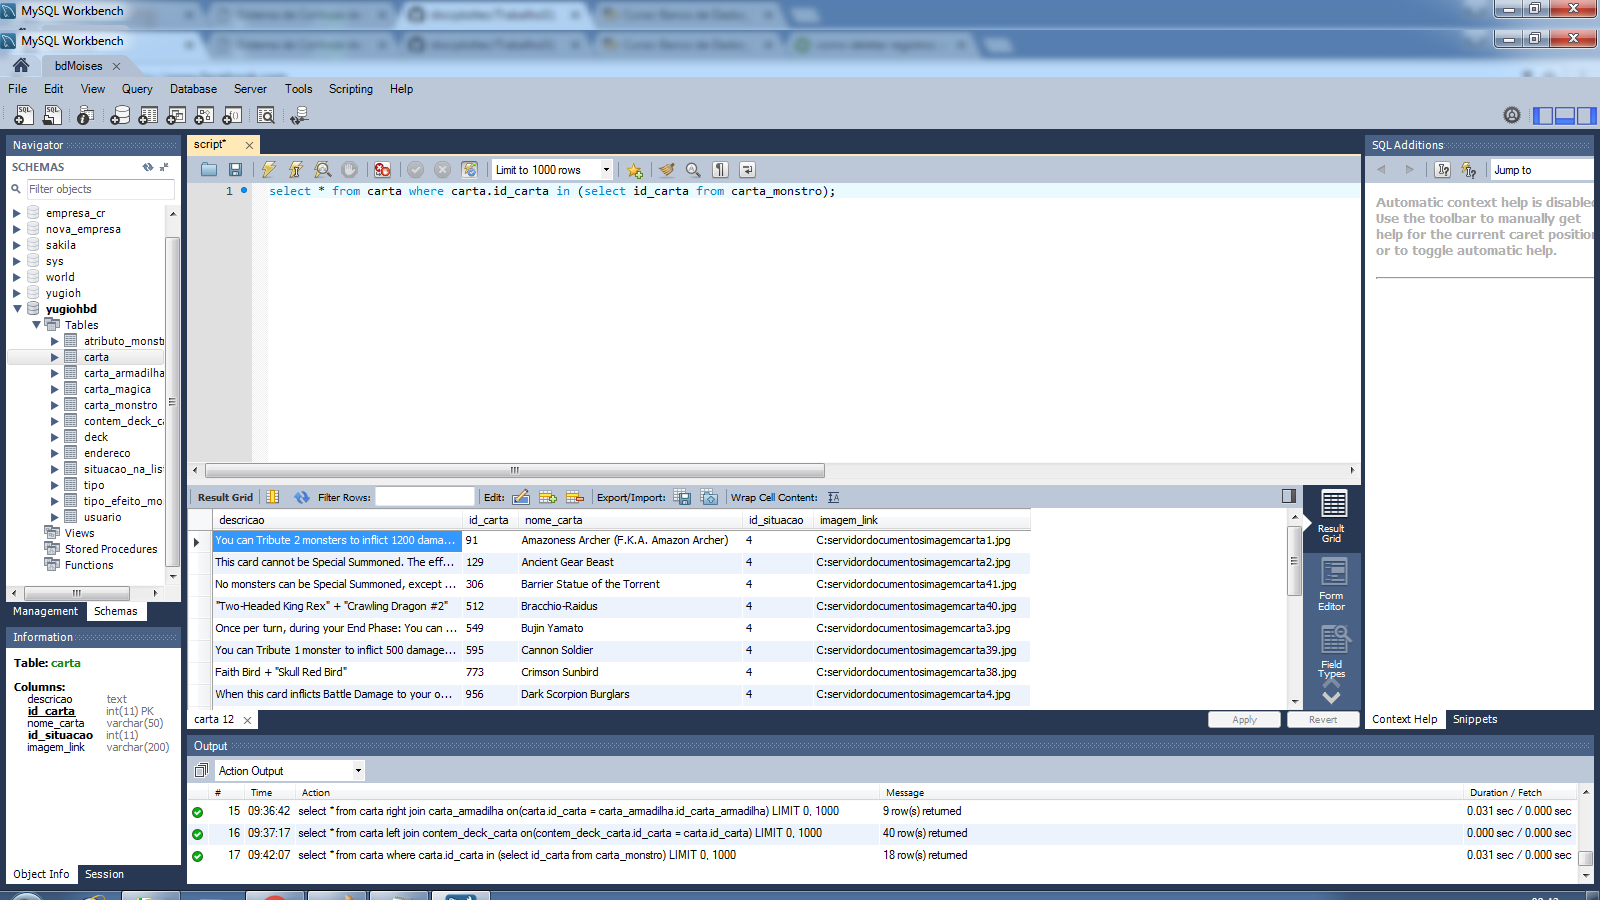 MySQL Workbench
MySQL Workbench
bdMoises
File Edit View Query Database Server Tools Scripting Help
Navigator
SCHEMAS
Filter objects
empresa_cr
nova_empresa
sakila
sys
world
yugioh
yugiohbd
Tables
atributo_monst
carta
carta_armadilha
carta_magica
carta_monstro
contem_deck_ca
deck
endereco
situacao_na_lis
tipo
tipo_efeito_mo
usuario
Views
Stored Procedures
Functions
Management Schemas
Information
Table: carta
Columns:
descricao text
id_carta int(11) PK
nome_carta varchar(50)
id_situacao int(11)
imagem_link varchar(200)
Object Info Session
script*
Limit to 1000 rows
1 select * from carta where carta.id_carta in (select id_carta from carta_monstro);
Result Grid Filter Rows: Edit: Export/Import: Wrap Cell Content:
descricao id_carta nome_carta id_situacao imagem_link
You can Tribute 2 monsters to inflict 1200 dama... 91 Amazoness Archer (F.K.A. Amazon Archer) 4 C:servidordocumentosimagemcarta1.jpg
This card cannot be Special Summoned. The eff... 129 Ancient Gear Beast 4 C:servidordocumentosimagemcarta2.jpg
No monsters can be Special Summoned, except ... 306 Barrier Statue of the Torrent 4 C:servidordocumentosimagemcarta41.jpg
"Two-Headed King Rex" + "Crawling Dragon #2" 512 Bracchio-Raidus 4 C:servidordocumentosimagemcarta40.jpg
Once per turn, during your End Phase: You can ... 549 Bujin Yamato 4 C:servidordocumentosimagemcarta3.jpg
You can Tribute 1 monster to inflict 500 damage... 595 Cannon Soldier 4 C:servidordocumentosimagemcarta39.jpg
Faith Bird + "Skull Red Bird" 773 Crimson Sunbird 4 C:servidordocumentosimagemcarta38.jpg
When this card inflicts Battle Damage to your o... 956 Dark Scorpion Burglars 4 C:servidordocumentosimagemcarta4.jpg
Result
Grid
Form
Editor
Field
Types
carta 12
Apply Revert
SQL Additions
Jump to
Automatic context help is disabled
Use the toolbar to manually get
help for the current caret position
or to toggle automatic help.
Context Help Snippets
Output
Action Output
# Time Action Message Duration / Fetch
15 09:36:42 select * from carta right join carta_armadilha on(carta.id_carta = carta_armadilha.id_carta_armadilha) LIMIT 0, 1000 9 row(s) returned 0.031 sec / 0.000 sec
16 09:37:17 select * from carta left join contem_deck_carta on(contem_deck_carta.id_carta = carta.id_carta) LIMIT 0, 1000 40 row(s) returned 0.000 sec / 0.000 sec
17 09:42:07 select * from carta where carta.id_carta in (select id_carta from carta_monstro) LIMIT 0, 1000 18 row(s) returned 0.031 sec / 0.000 sec